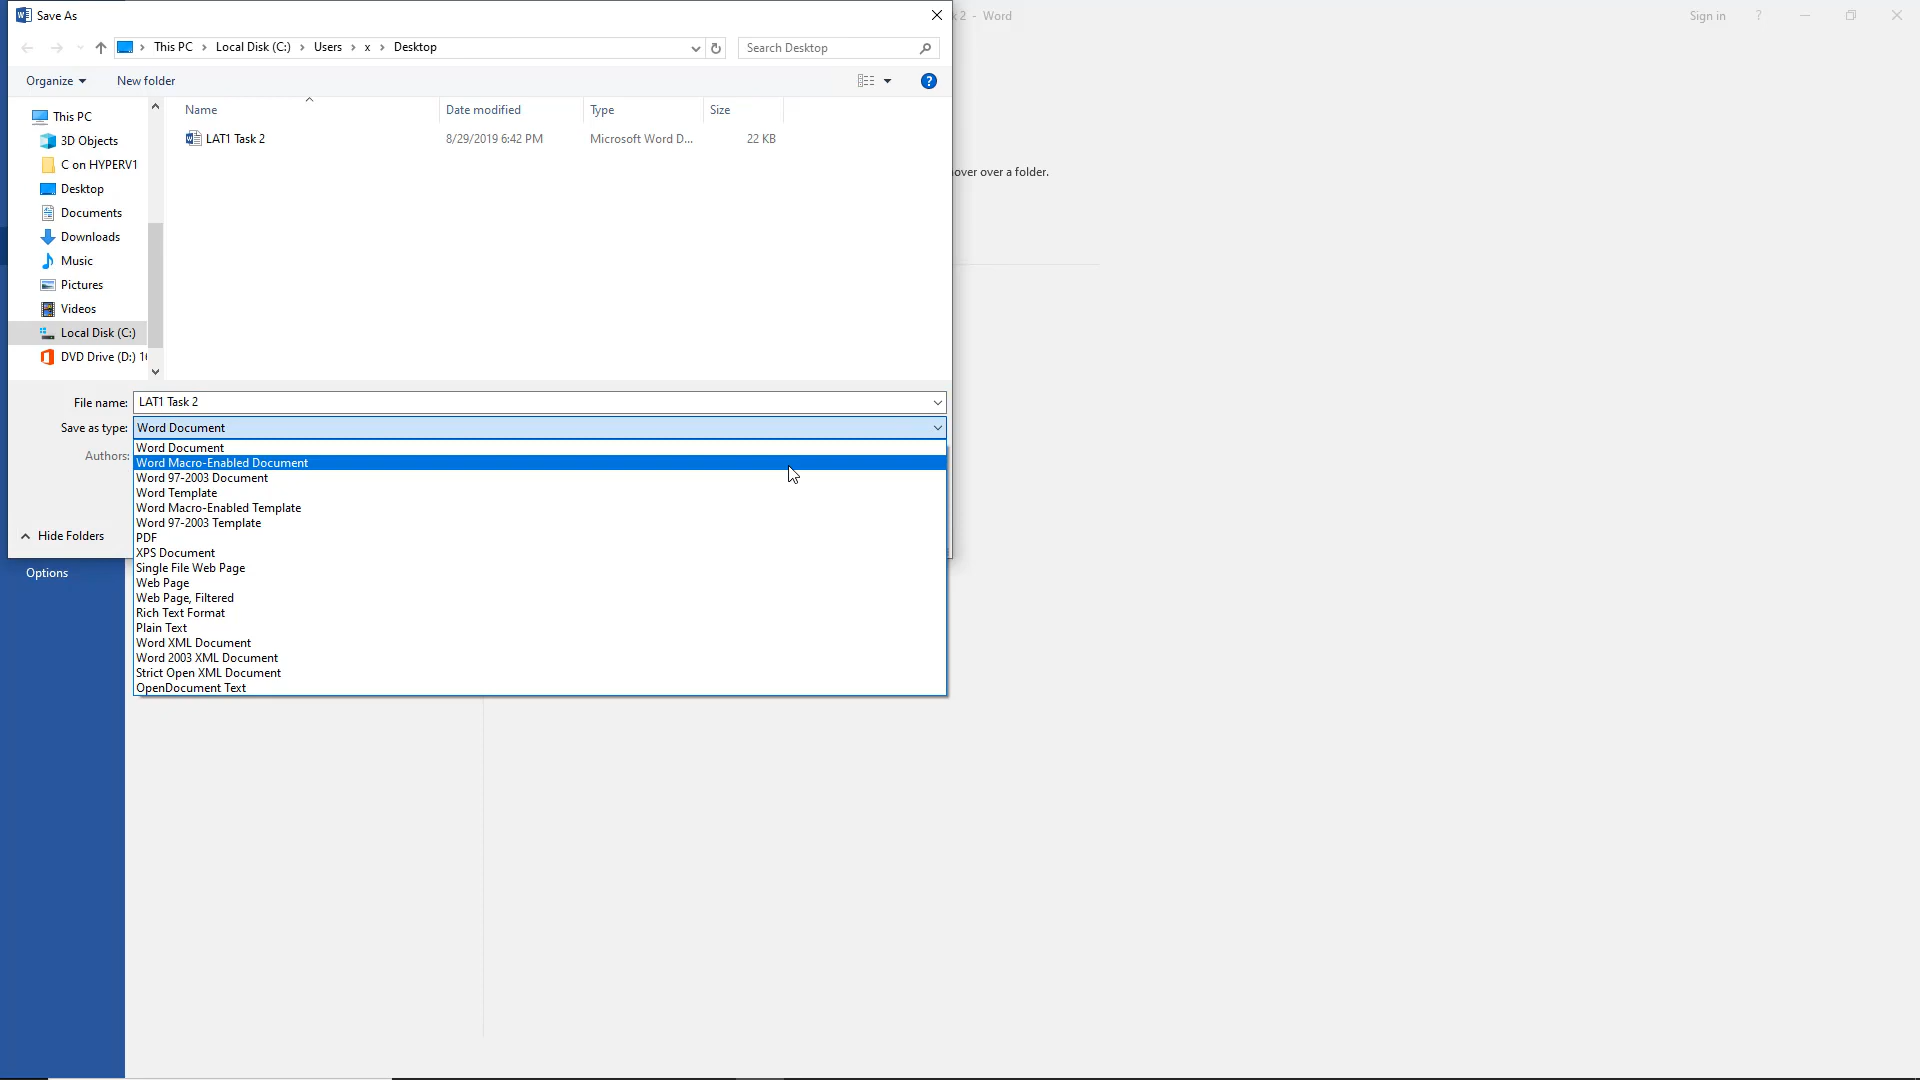 Save As
k 2 - Word
Sign in
?
This PC
Local Disk (C:)
Users
x
Desktop
Search Desktop
Organize
New folder
?
Name
Date modified
Type
Size
This PC
3D Objects
C on HYPERV1
Desktop
Documents
Downloads
Music
Pictures
Videos
Local Disk (C:)
DVD Drive (D:) 1
LAT1 Task 2
8/29/2019 6:42 PM
Microsoft Word D...
22 KB
over over a folder.
File name:
LAT1 Task 2
Save as type:
Word Document
Authors:
Word Document
Word Macro-Enabled Document
Word 97-2003 Document
Word Template
Word Macro-Enabled Template
Word 97-2003 Template
PDF
XPS Document
Single File Web Page
Web Page
Web Page, Filtered
Rich Text Format
Plain Text
Word XML Document
Word 2003 XML Document
Strict Open XML Document
OpenDocument Text
Hide Folders
Options